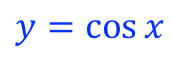 y = cos x